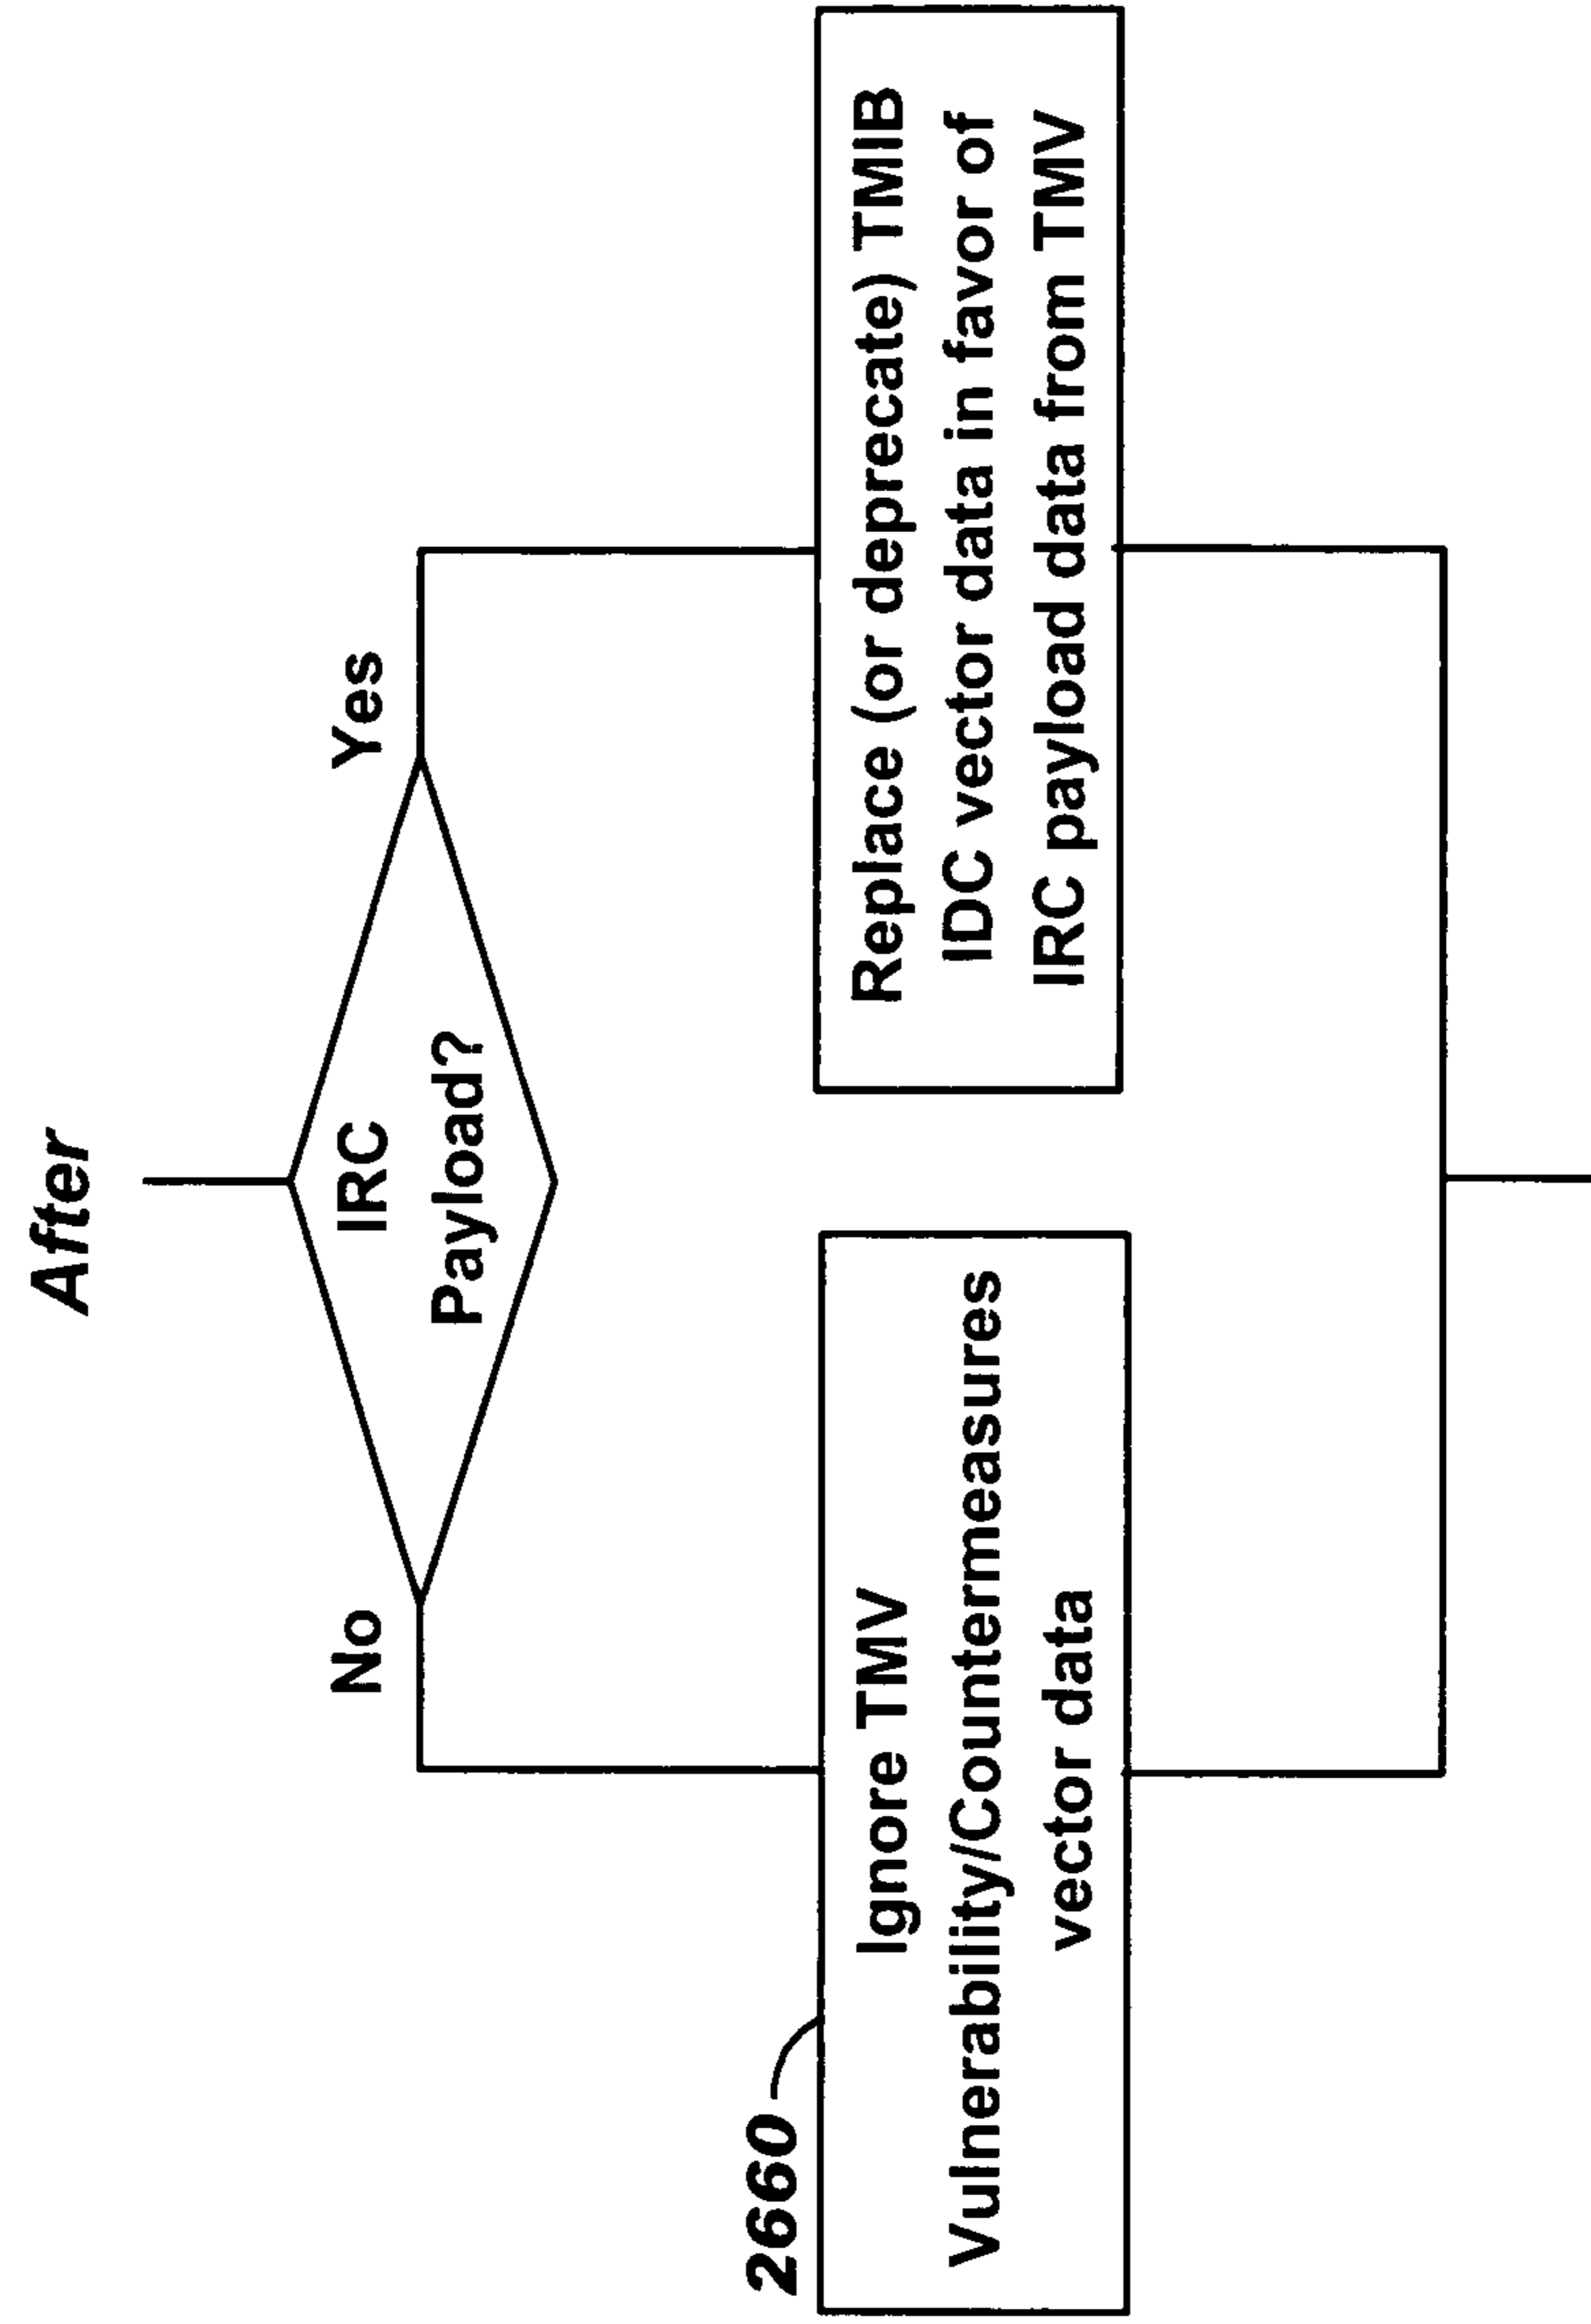 After
IRC
Payload?
No
Yes
2660
Ignore TMV
Vulnerability/Countermeasures
vector data
Replace (or deprecate) TMIB
IDC vector data in favor of
IRC payload data from TMV